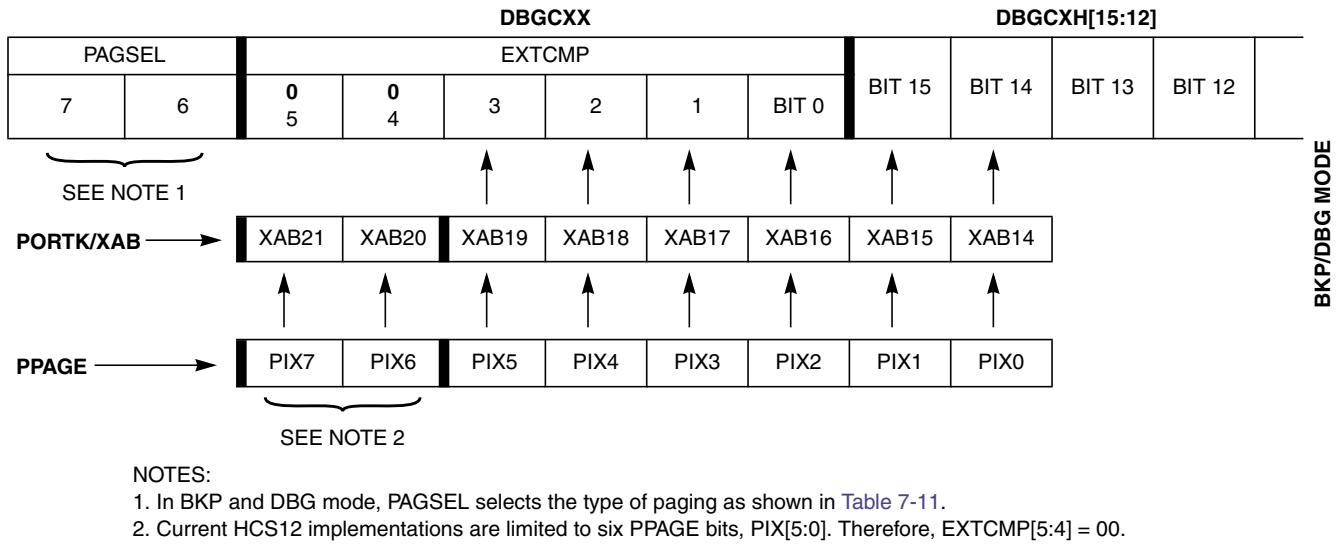 DBGCXX DBGCXH[15:12]
PAGSEL EXTCMP
7 6 0 5 0 4 3 2 1 BIT 0 BIT 15 BIT 14 BIT 13 BIT 12
SEE NOTE 1
PORTK/XAB XAB21 XAB20 XAB19 XAB18 XAB17 XAB16 XAB15 XAB14
PPAGE PIX7 PIX6 PIX5 PIX4 PIX3 PIX2 PIX1 PIX0
SEE NOTE 2
BKP/DBG MODE
NOTES:
1. In BKP and DBG mode, PAGSEL selects the type of paging as shown in Table 7-11.
2. Current HCS12 implementations are limited to six PPAGE bits, PIX[5:0]. Therefore, EXTCMP[5:4] = 00.